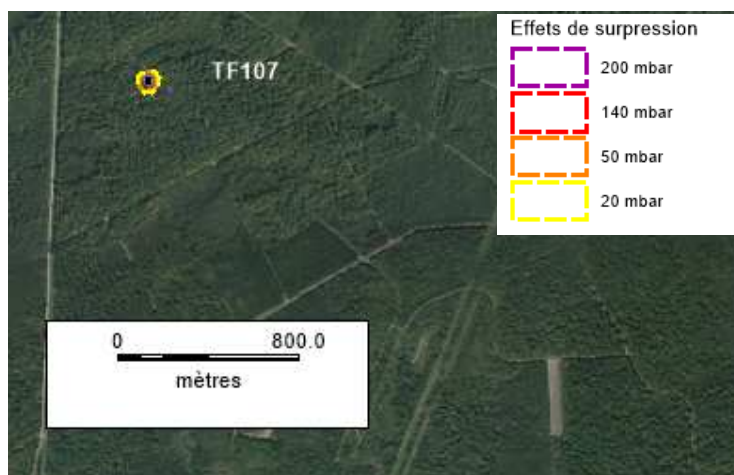 Effets de surpression
200 mbar
TF107
140 mbar
50 mbar
20 mbar
0 800.0
mètres